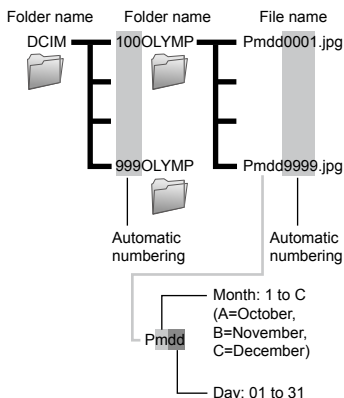 Folder name Folder name File name
DCIM 100OLYMP Pmdd0001.jpg
999OLYMP Pmdd9999.jpg
Automatic Automatic
numbering numbering
Month: 1 to C
(A=October,
Pmdd B=November,
C=December)
Day: 01 to 31